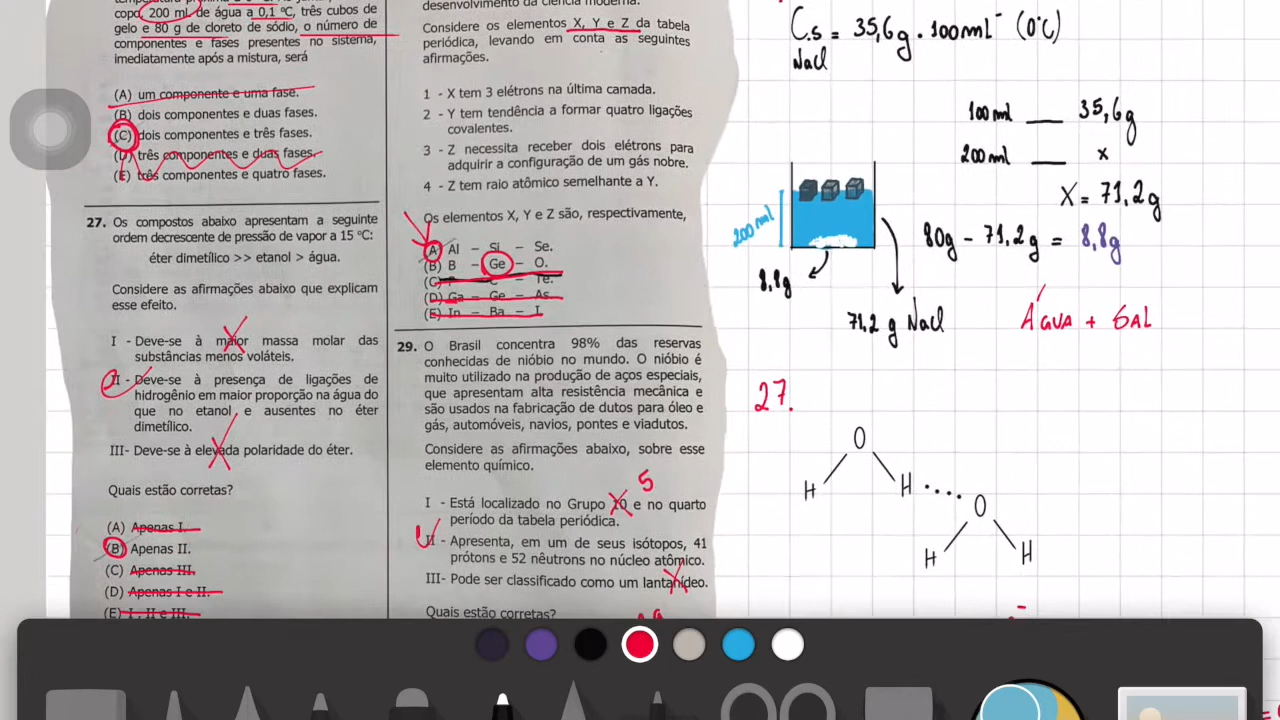 copo, 200 ml de água a 0,1 ºC, três cubos de
gelo e 80 g de cloreto de sódio, o número de
componentes e fases presentes no sistema,
imediatamente após a mistura, será
(A) um componente e uma fase.
(B) dois componentes e duas fases.
(C) dois componentes e três fases.
(D) três componentes e duas fases.
(E) três componentes e quatro fases.
27. Os compostos abaixo apresentam a seguinte
ordem decrescente de pressão de vapor a 15 ºC:
éter dimetílico >> etanol > água.
Considere as afirmações abaixo que explicam
esse efeito.
I - Deve-se à maior massa molar das
substâncias menos voláteis.
II - Deve-se à presença de ligações de
hidrogênio em maior proporção na água do
que no etanol e ausentes no éter
dimetílico.
III- Deve-se à elevada polaridade do éter.
Quais estão corretas?
(A) Apenas I.
(B) Apenas II.
(C) Apenas III.
(D) Apenas I e II.
(E) I, II e III.
desenvolvimento da ciência moderna.
Considere os elementos X, Y e Z da tabela
periódica, levando em conta as seguintes
afirmações.
1 - X tem 3 elétrons na última camada.
2 - Y tem tendência a formar quatro ligações
covalentes.
3 - Z necessita receber dois elétrons para
adquirir a configuração de um gás nobre.
4 - Z tem raio atômico semelhante a Y.
Os elementos X, Y e Z são, respectivamente,
(A) Al - Si - Se.
(B) B - Ge - O.
(C) - C - Te.
(D) Ga - Ge - As.
(E) In - Ba - I.
29. O Brasil concentra 98% das reservas
conhecidas de nióbio no mundo. O nióbio é
muito utilizado na produção de aços especiais,
que apresentam alta resistência mecânica e
são usados na fabricação de dutos para óleo e
gás, automóveis, navios, pontes e viadutos.
Considere as afirmações abaixo, sobre esse
elemento químico.
5
I - Está localizado no Grupo 10 e no quarto
período da tabela periódica.
II - Apresenta, em um de seus isótopos, 41
prótons e 52 nêutrons no núcleo atômico.
III- Pode ser classificado como um lantanídeo.
Quais estão corretas?
C.s = 35,6g . 100ml⁻ (0°C)
NaCl
100 ml 35,6g
200 ml x
X = 71,2g
80g - 71,2g = 8,8g
200 ml
8,8g
71,2 g NaCl
ÁGUA + SAL
27.
O
H H
O
H H